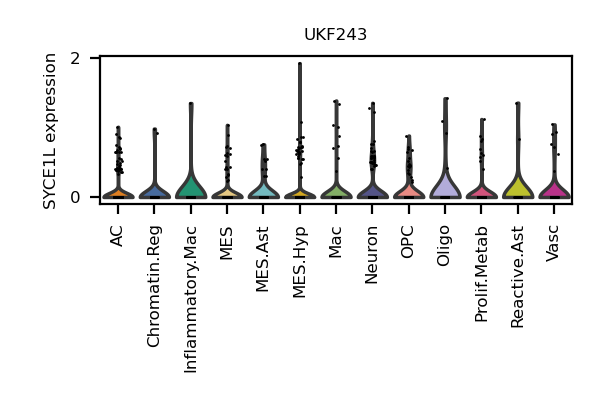 UKF243
SYCE1L expression
2
0
AC
Chromatin.Reg
Inflammatory.Mac
MES
MES.Ast
MES.Hyp
Mac
Neuron
OPC
Oligo
Prolif.Metab
Reactive.Ast
Vasc